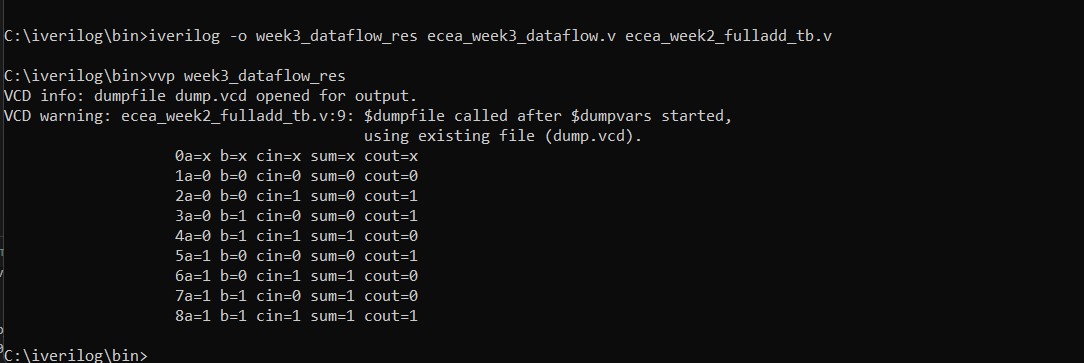 C:\iverilog\bin>iverilog -o week3_dataflow_res ecea_week3_dataflow.v ecea_week2_fulladd_tb.v
C:\iverilog\bin>vvp week3_dataflow_res
VCD info: dumpfile dump.vcd opened for output.
VCD warning: ecea_week2_fulladd_tb.v:9: $dumpfile called after $dumpvars started,
using existing file (dump.vcd).
0a=x b=x cin=x sum=x cout=x
1a=0 b=0 cin=0 sum=0 cout=0
2a=0 b=0 cin=1 sum=0 cout=1
3a=0 b=1 cin=0 sum=0 cout=1
4a=0 b=1 cin=1 sum=1 cout=0
5a=1 b=0 cin=0 sum=0 cout=1
6a=1 b=0 cin=1 sum=1 cout=0
7a=1 b=1 cin=0 sum=1 cout=0
8a=1 b=1 cin=1 sum=1 cout=1
C:\iverilog\bin>